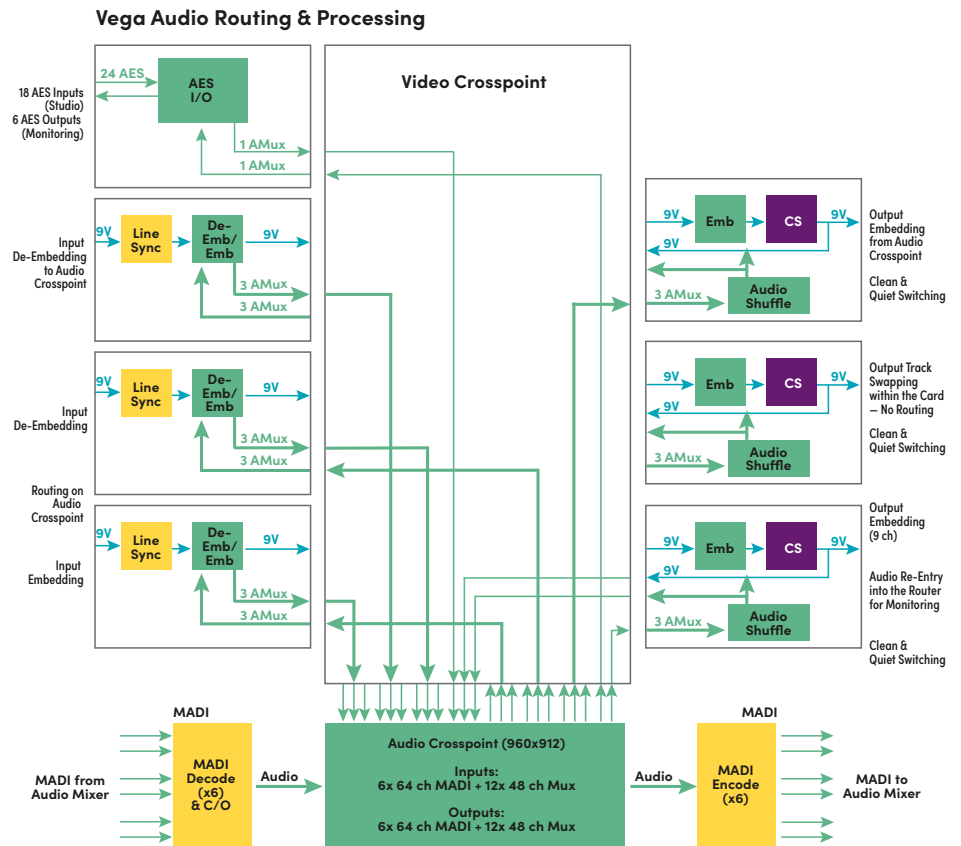 Vega Audio Routing & Processing
24 AES
AES
I/O
18 AES Inputs
(Studio)
6 AES Outputs
(Monitoring)
1 AMux
1 AMux
Video Crosspoint
9V
Line
Sync
De-
Emb/
Emb
9V
Input
De-Embedding
to Audio
Crosspoint
3 AMux
3 AMux
9V
Line
Sync
De-
Emb/
Emb
9V
Input
De-Embedding
3 AMux
3 AMux
Routing on
Audio
Crosspoint
9V
Line
Sync
De-
Emb/
Emb
9V
Input
Embedding
3 AMux
3 AMux
9V
Emb
CS
9V
9V
3 AMux
Audio
Shuffle
Output
Embedding
from Audio
Crosspoint
Clean &
Quiet Switching
9V
Emb
CS
9V
9V
3 AMux
Audio
Shuffle
Output Track
Swapping
within the Card
— No Routing
Clean &
Quiet Switching
9V
Emb
CS
9V
9V
3 AMux
Audio
Shuffle
Output
Embedding
(9 ch)
Audio Re-Entry
into the Router
for Monitoring
Clean &
Quiet Switching
MADI
MADI from
Audio Mixer
MADI
Decode
(x6)
& C/O
Audio
Audio Crosspoint (960x912)
Inputs:
6x 64 ch MADI + 12x 48 ch Mux
Outputs:
6x 64 ch MADI + 12x 48 ch Mux
Audio
MADI
MADI
Encode
(x6)
MADI to
Audio Mixer